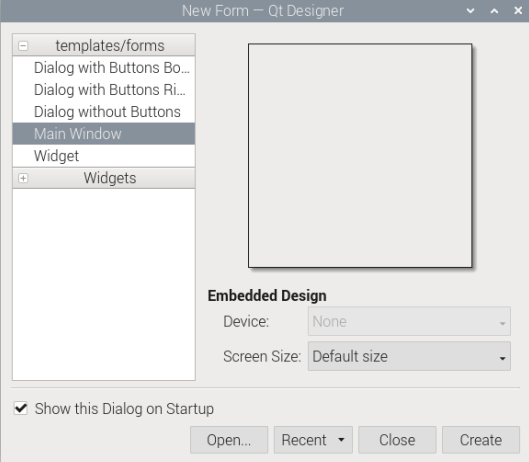 New Form — Qt Designer
templates/forms
Dialog with Buttons Bo...
Dialog with Buttons Ri...
Dialog without Buttons
Main Window
Widget
Widgets
Embedded Design
Device: None
Screen Size: Default size
Show this Dialog on Startup
Open... Recent Close Create